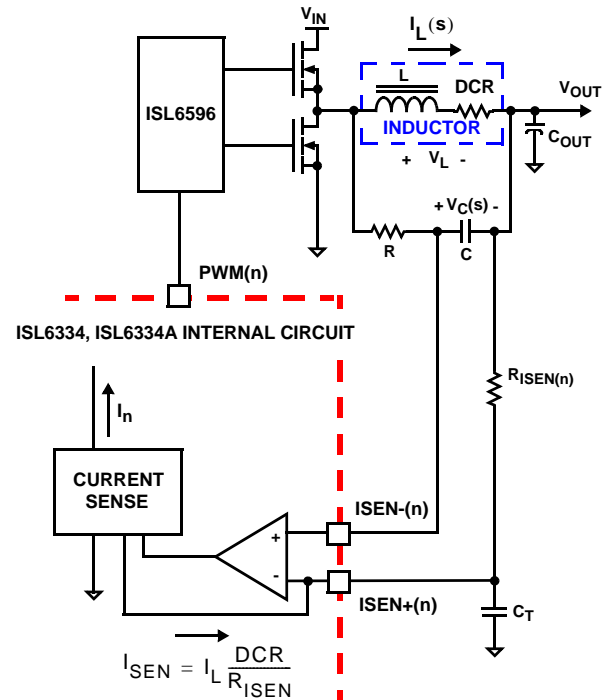 V_IN
I_L(s)
L
DCR
V_OUT
ISL6596
INDUCTOR
C_OUT
+ V_L -
+ V_C(s) -
R
C
PWM(n)
ISL6334, ISL6334A INTERNAL CIRCUIT
R_ISEN(n)
I_n
CURRENT
SENSE
ISEN-(n)
+
-
ISEN+(n)
C_T
I_SEN = I_L DCR / R_ISEN